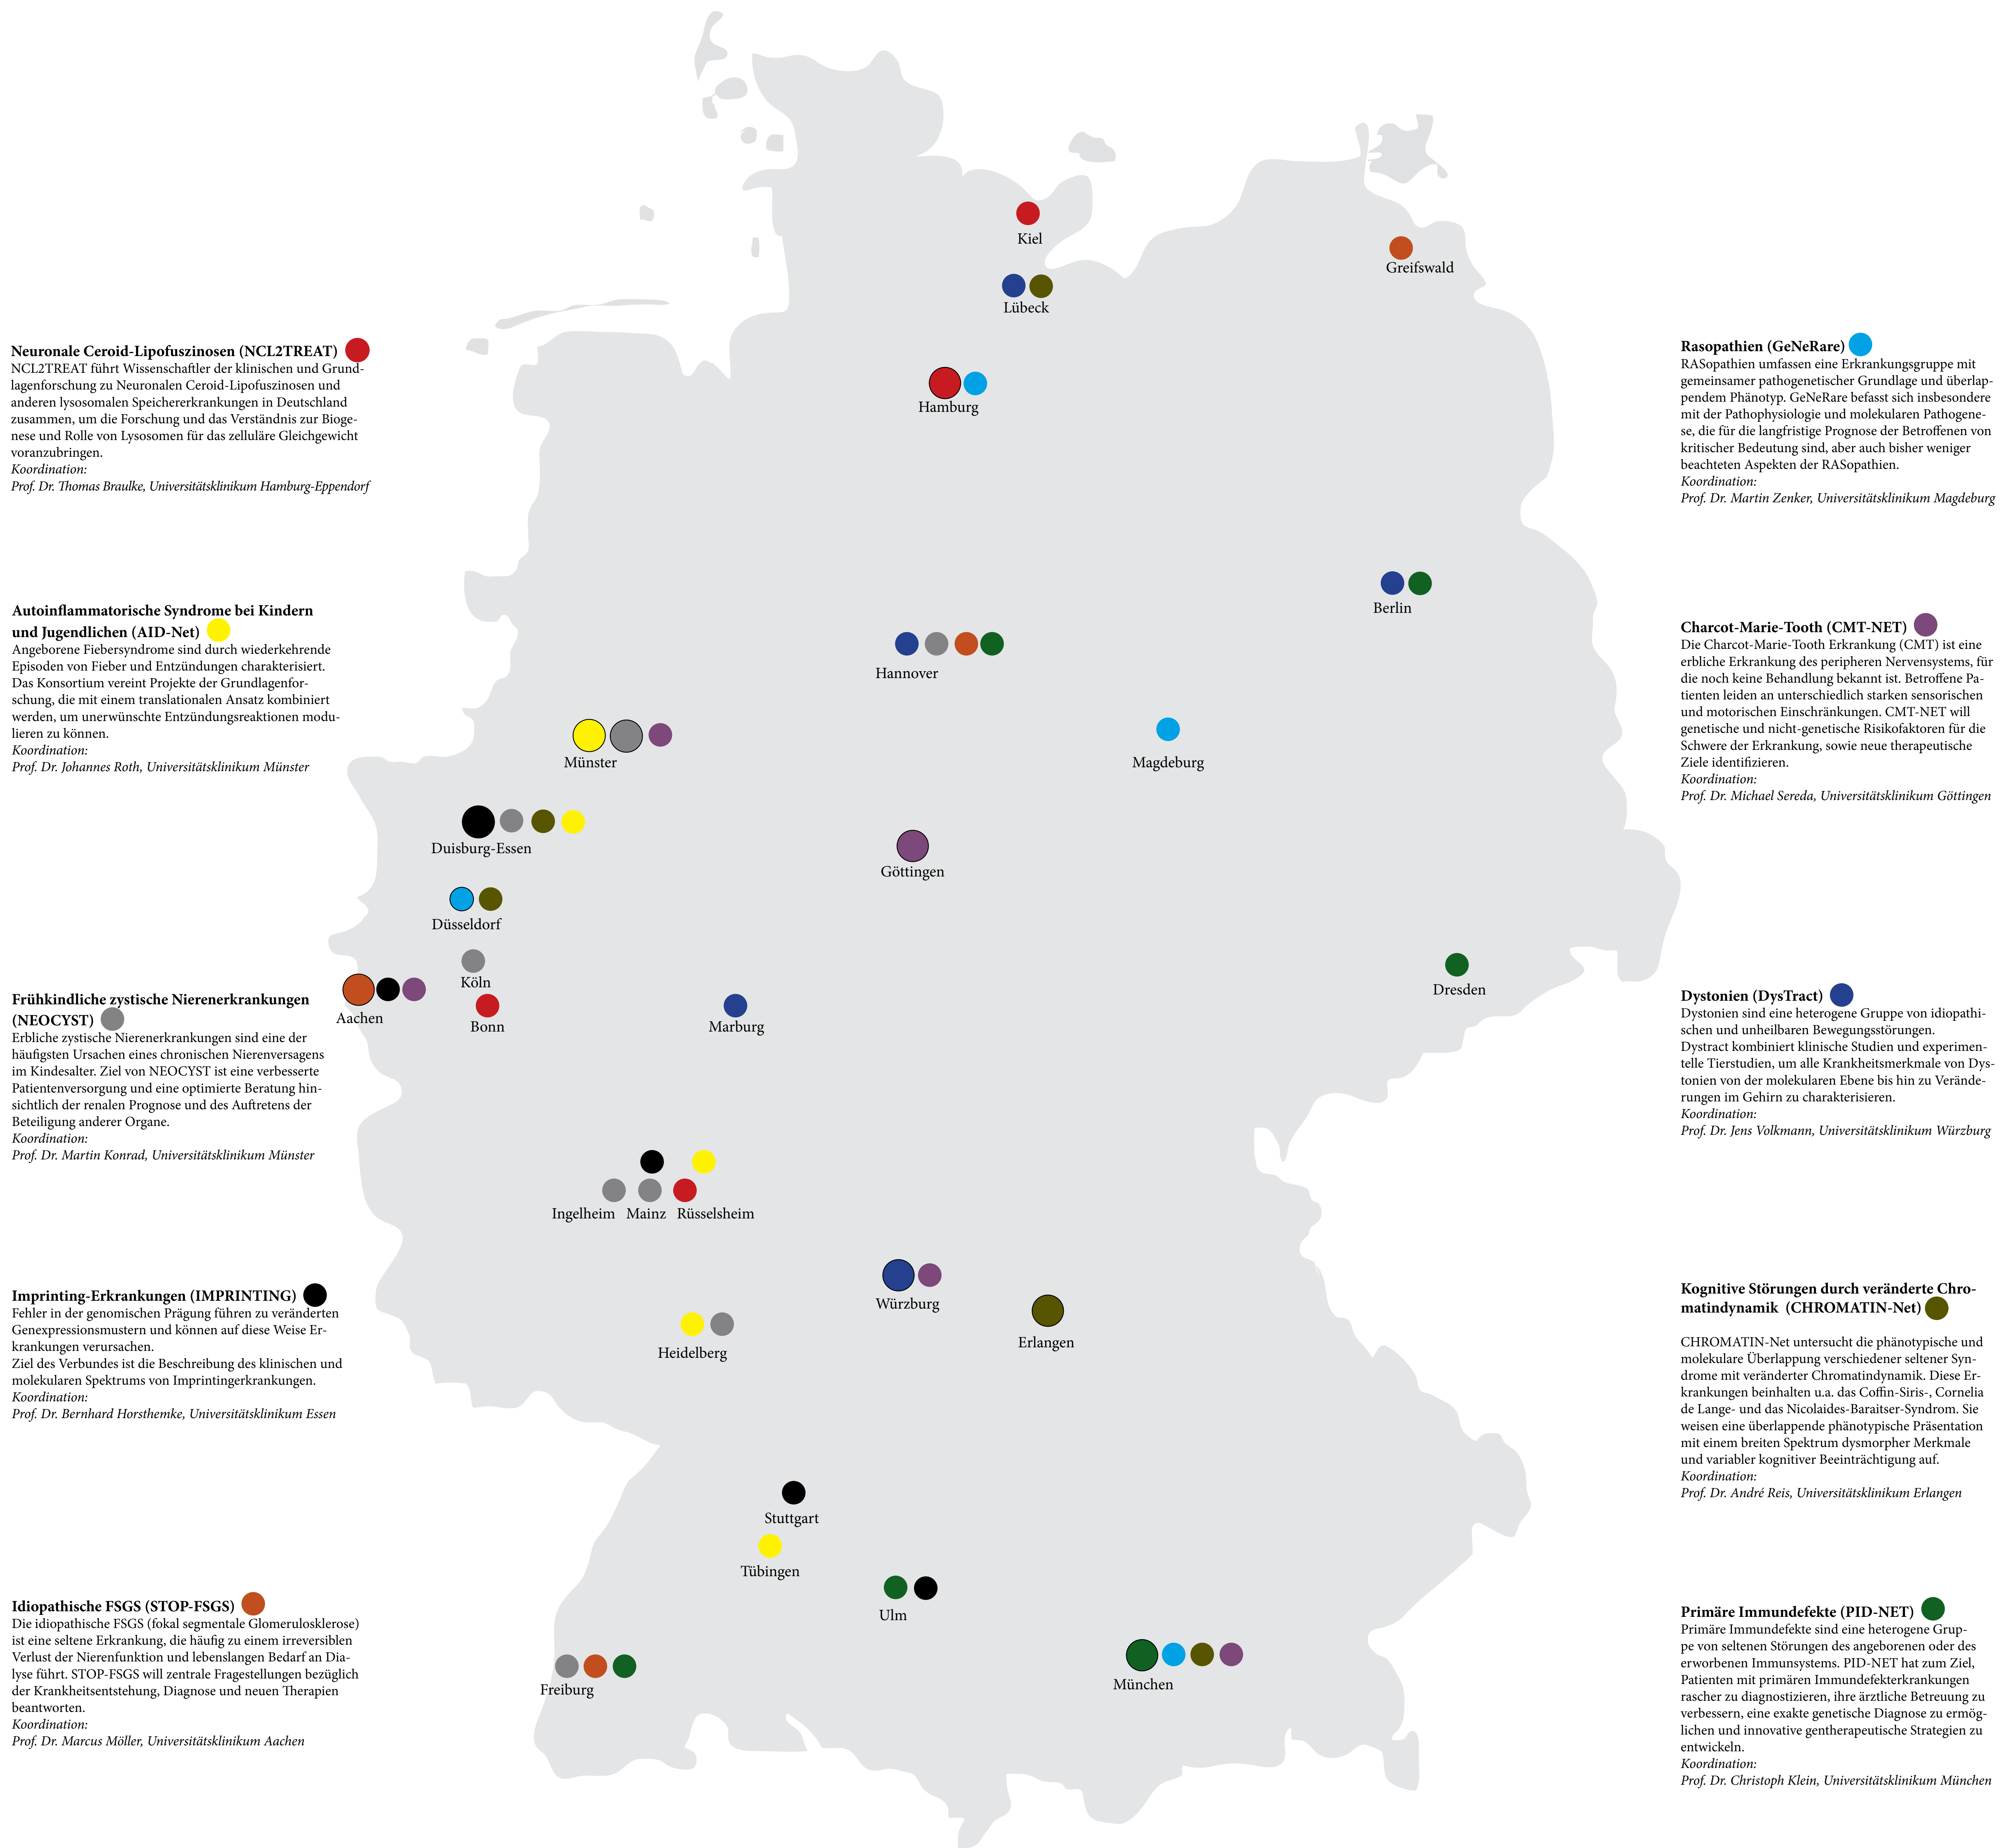 Neuronale Ceroid-Lipofuszinosen (NCL2TREAT)
NCL2TREAT führt Wissenschaftler der klinischen und Grund-
lagenforschung zu Neuronalen Ceroid-Lipofuszinosen und
anderen lysosomalen Speichererkrankungen in Deutschland
zusammen, um die Forschung und das Verständnis zur Bioge-
nese und Rolle von Lysosomen für das zelluläre Gleichgewicht
voranzubringen.
Koordination:
Prof. Dr. Thomas Braulke, Universitätsklinikum Hamburg-Eppendorf
Autoinflammatorische Syndrome bei Kindern
und Jugendlichen (AID-Net)
Angeborene Fiebersyndrome sind durch wiederkehrende
Episoden von Fieber und Entzündungen charakterisiert.
Das Konsortium vereint Projekte der Grundlagenfor-
schung, die mit einem translationalen Ansatz kombiniert
werden, um unerwünschte Entzündungsreaktionen modu-
lieren zu können.
Koordination:
Prof. Dr. Johannes Roth, Universitätsklinikum Münster
Frühkindliche zystische Nierenerkrankungen
(NEOCYST)
Erbliche zystische Nierenerkrankungen sind eine der
häufigsten Ursachen eines chronischen Nierenversagens
im Kindesalter. Ziel von NEOCYST ist eine verbesserte
Patientenversorgung und eine optimierte Beratung hin-
sichtlich der renalen Prognose und des Auftretens der
Beteiligung anderer Organe.
Koordination:
Prof. Dr. Martin Konrad, Universitätsklinikum Münster
Imprinting-Erkrankungen (IMPRINTING)
Fehler in der genomischen Prägung führen zu veränderten
Genexpressionsmustern und können auf diese Weise Er-
krankungen verursachen.
Ziel des Verbundes ist die Beschreibung des klinischen und
molekularen Spektrums von Imprintingerkrankungen.
Koordination:
Prof. Dr. Bernhard Horsthemke, Universitätsklinikum Essen
Idiopathische FSGS (STOP-FSGS)
Die idiopathische FSGS (fokal segmentale Glomerulosklerose)
ist eine seltene Erkrankung, die häufig zu einem irreversiblen
Verlust der Nierenfunktion und lebenslangen Bedarf an Dia-
lyse führt. STOP-FSGS will zentrale Fragestellungen bezüglich
der Krankheitsentstehung, Diagnose und neuen Therapien
beantworten.
Koordination:
Prof. Dr. Marcus Möller, Universitätsklinikum Aachen
Kiel
Greifswald
Lübeck
Hamburg
Berlin
Hannover
Münster
Magdeburg
Duisburg-Essen
Göttingen
Düsseldorf
Köln
Dresden
Aachen
Bonn
Marburg
Ingelheim Mainz Rüsselsheim
Würzburg
Erlangen
Heidelberg
Stuttgart
Tübingen
Ulm
München
Freiburg
Rasopathien (GeNeRare)
RASopathien umfassen eine Erkrankungsgruppe mit
gemeinsamer pathogenetischer Grundlage und überlap-
pendem Phänotyp. GeNeRare befasst sich insbesondere
mit der Pathophysiologie und molekularen Pathogene-
se, die für die langfristige Prognose der Betroffenen von
kritischer Bedeutung sind, aber auch bisher weniger
beachteten Aspekten der RASopathien.
Koordination:
Prof. Dr. Martin Zenker, Universitätsklinikum Magdeburg
Charcot-Marie-Tooth (CMT-NET)
Die Charcot-Marie-Tooth Erkrankung (CMT) ist eine
erbliche Erkrankung des peripheren Nervensystems, für
die noch keine Behandlung bekannt ist. Betroffene Pa-
tienten leiden an unterschiedlich starken sensorischen
und motorischen Einschränkungen. CMT-NET will
genetische und nicht-genetische Risikofaktoren für die
Schwere der Erkrankung, sowie neue therapeutische
Ziele identifizieren.
Koordination:
Prof. Dr. Michael Sereda, Universitätsklinikum Göttingen
Dystonien (DysTract)
Dystonien sind eine heterogene Gruppe von idiopathi-
schen und unheilbaren Bewegungsstörungen.
Dystract kombiniert klinische Studien und experimen-
telle Tierstudien, um alle Krankheitsmerkmale von Dys-
tonien von der molekularen Ebene bis hin zu Verände-
rungen im Gehirn zu charakterisieren.
Koordination:
Prof. Dr. Jens Volkmann, Universitätsklinikum Würzburg
Kognitive Störungen durch veränderte Chro-
matindynamik (CHROMATIN-Net)
CHROMATIN-Net untersucht die phänotypische und
molekulare Überlappung verschiedener seltener Syn-
drome mit veränderter Chromatindynamik. Diese Er-
krankungen beinhalten u.a. das Coffin-Siris-, Cornelia
de Lange- und das Nicolaides-Baraitser-Syndrom. Sie
weisen eine überlappende phänotypische Präsentation
mit einem breiten Spektrum dysmorpher Merkmale
und variabler kognitiver Beeinträchtigung auf.
Koordination:
Prof. Dr. André Reis, Universitätsklinikum Erlangen
Primäre Immundefekte (PID-NET)
Primäre Immundefekte sind eine heterogene Grup-
pe von seltenen Störungen des angeborenen oder des
erworbenen Immunsystems. PID-NET hat zum Ziel,
Patienten mit primären Immundefekterkrankungen
rascher zu diagnostizieren, ihre ärztliche Betreuung zu
verbessern, eine exakte genetische Diagnose zu ermög-
lichen und innovative gentherapeutische Strategien zu
entwickeln.
Koordination:
Prof. Dr. Christoph Klein, Universitätsklinikum München